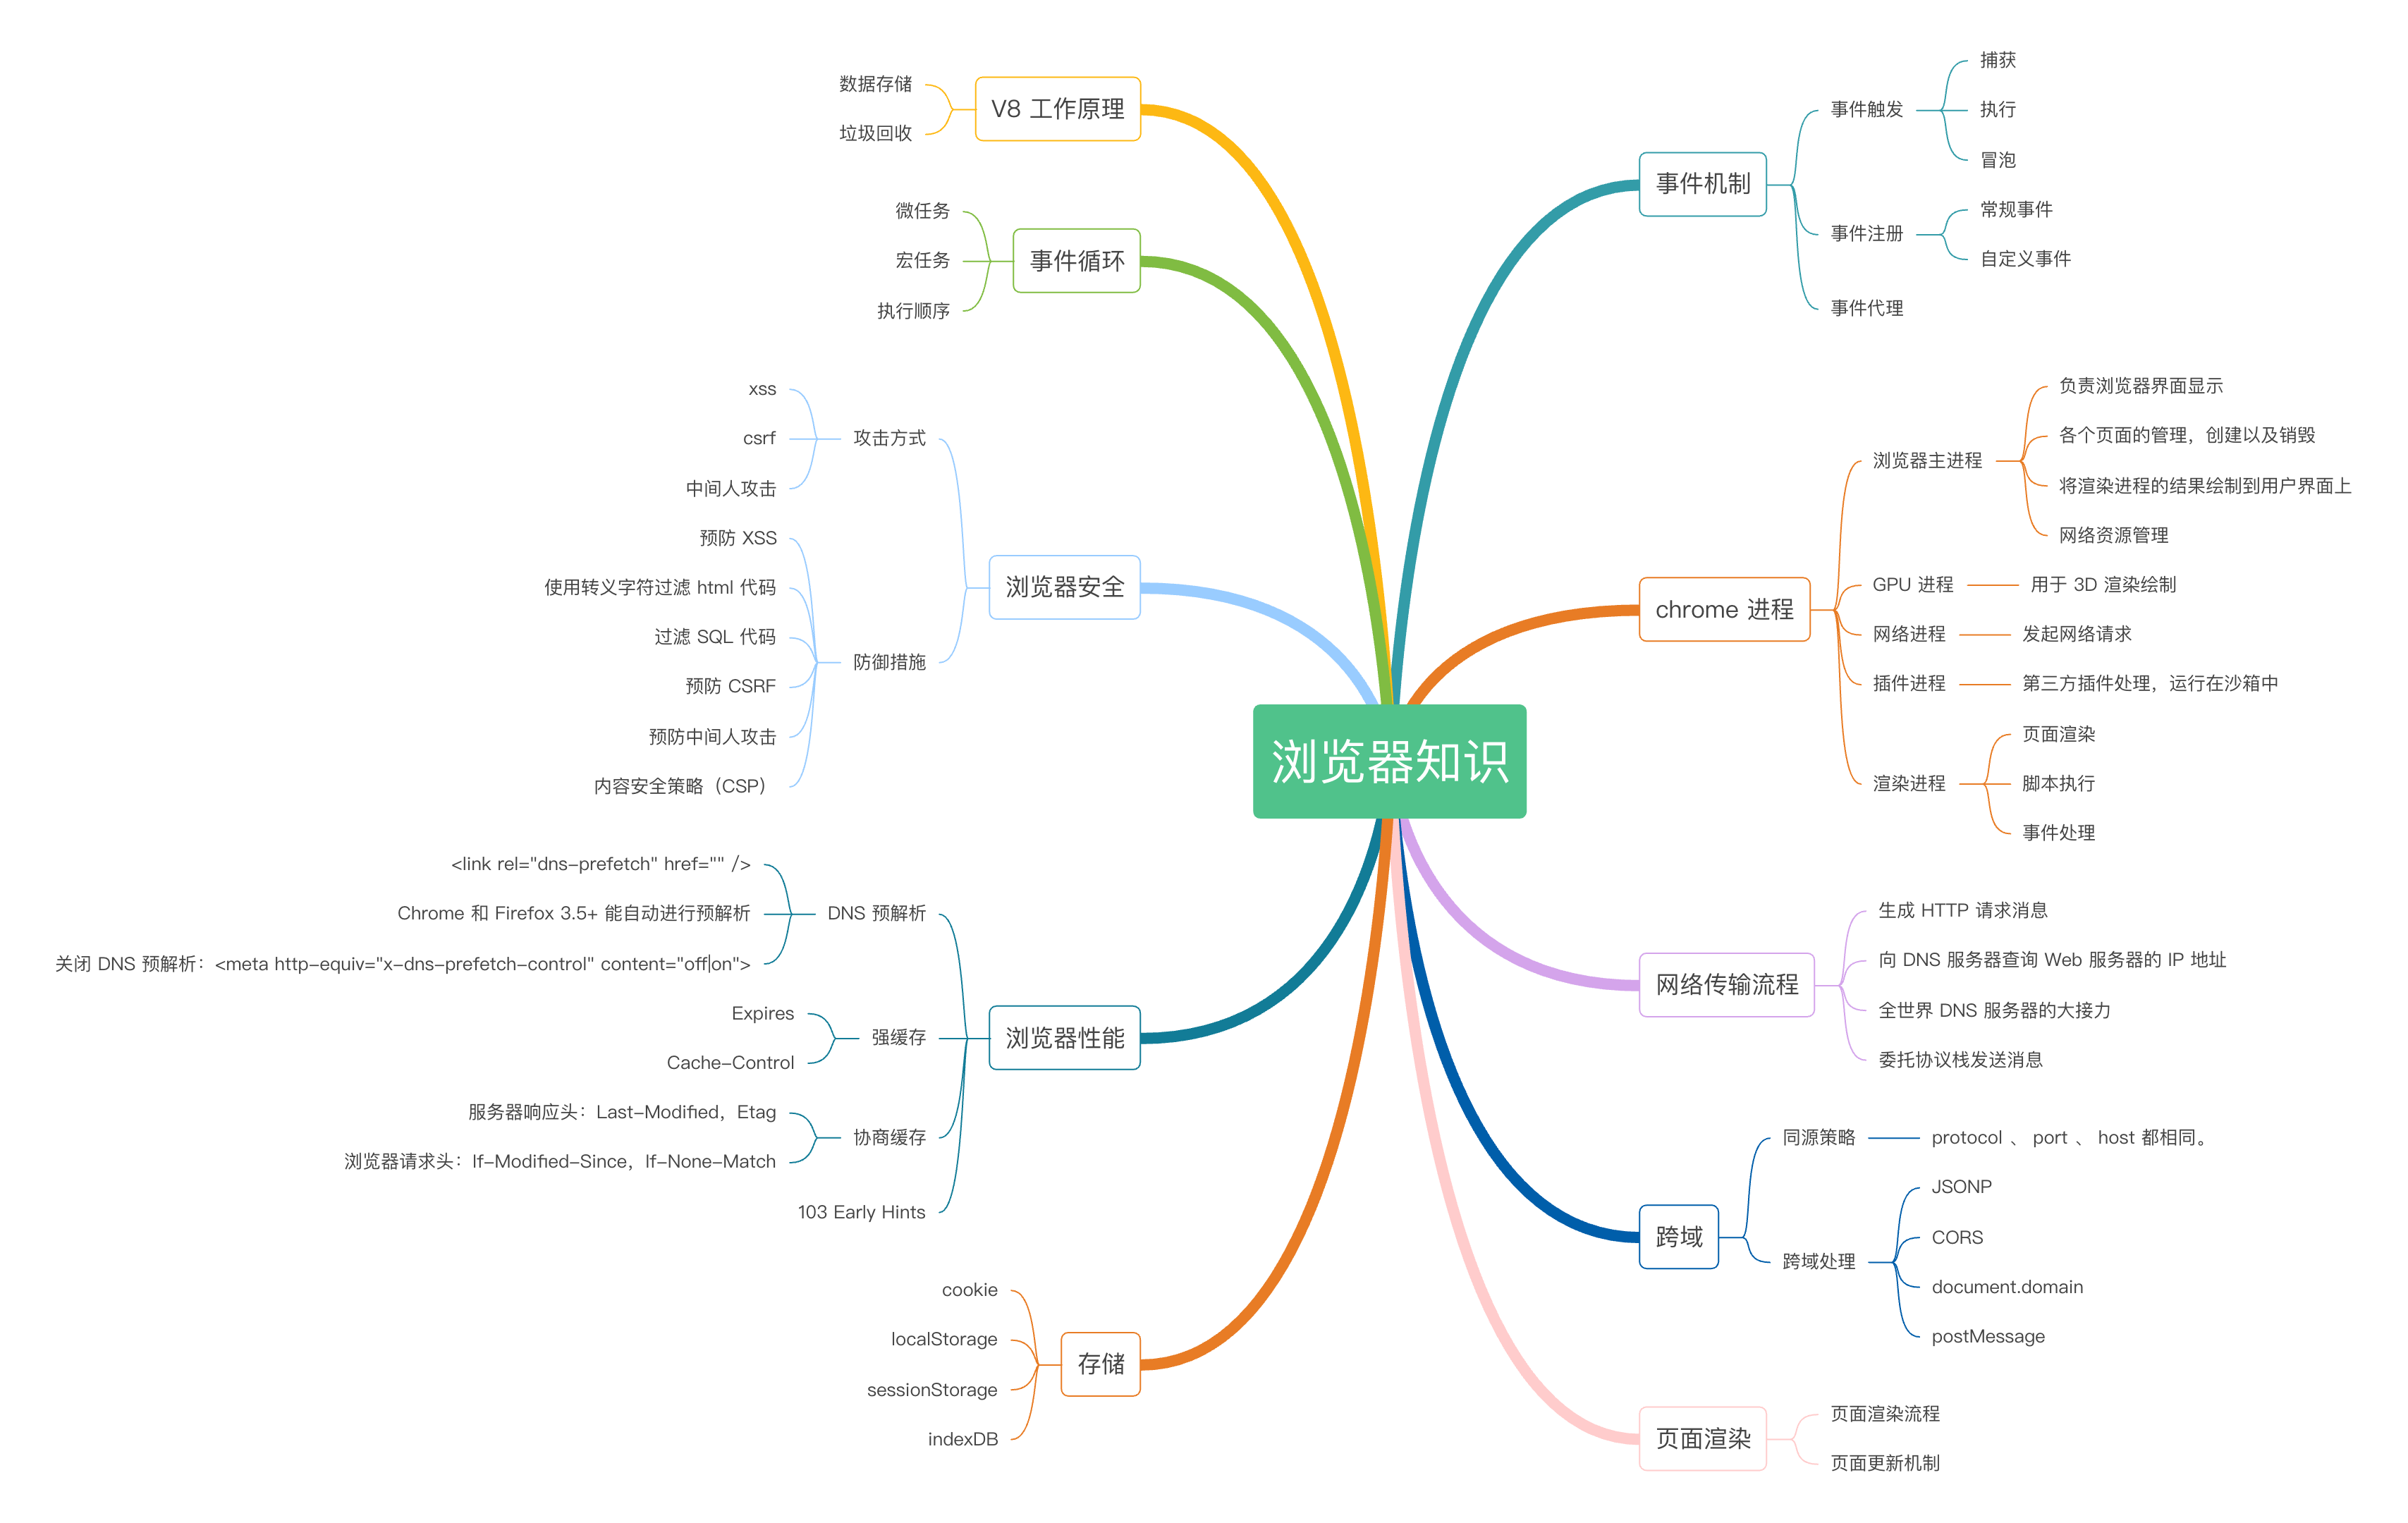 浏览器知识
事件机制
事件触发
捕获
执行
冒泡
事件注册
常规事件
自定义事件
事件代理
chrome 进程
浏览器主进程
负责浏览器界面显示
各个页面的管理，创建以及销毁
将渲染进程的结果绘制到用户界面上
网络资源管理
GPU 进程
用于 3D 渲染绘制
网络进程
发起网络请求
插件进程
第三方插件处理，运行在沙箱中
渲染进程
页面渲染
脚本执行
事件处理
网络传输流程
生成 HTTP 请求消息
向 DNS 服务器查询 Web 服务器的 IP 地址
全世界 DNS 服务器的大接力
委托协议栈发送消息
跨域
同源策略
protocol 、 port 、 host 都相同。
跨域处理
JSONP
CORS
document.domain
postMessage
页面渲染
页面渲染流程
页面更新机制
V8 工作原理
数据存储
垃圾回收
事件循环
微任务
宏任务
执行顺序
浏览器安全
攻击方式
xss
csrf
中间人攻击
防御措施
预防 XSS
使用转义字符过滤 html 代码
过滤 SQL 代码
预防 CSRF
预防中间人攻击
内容安全策略（CSP）
浏览器性能
DNS 预解析
<link rel="dns-prefetch" href="" />
Chrome 和 Firefox 3.5+ 能自动进行预解析
关闭 DNS 预解析：<meta http-equiv="x-dns-prefetch-control" content="off|on">
强缓存
Expires
Cache-Control
协商缓存
服务器响应头：Last-Modified，Etag
浏览器请求头：If-Modified-Since，If-None-Match
103 Early Hints
存储
cookie
localStorage
sessionStorage
indexDB